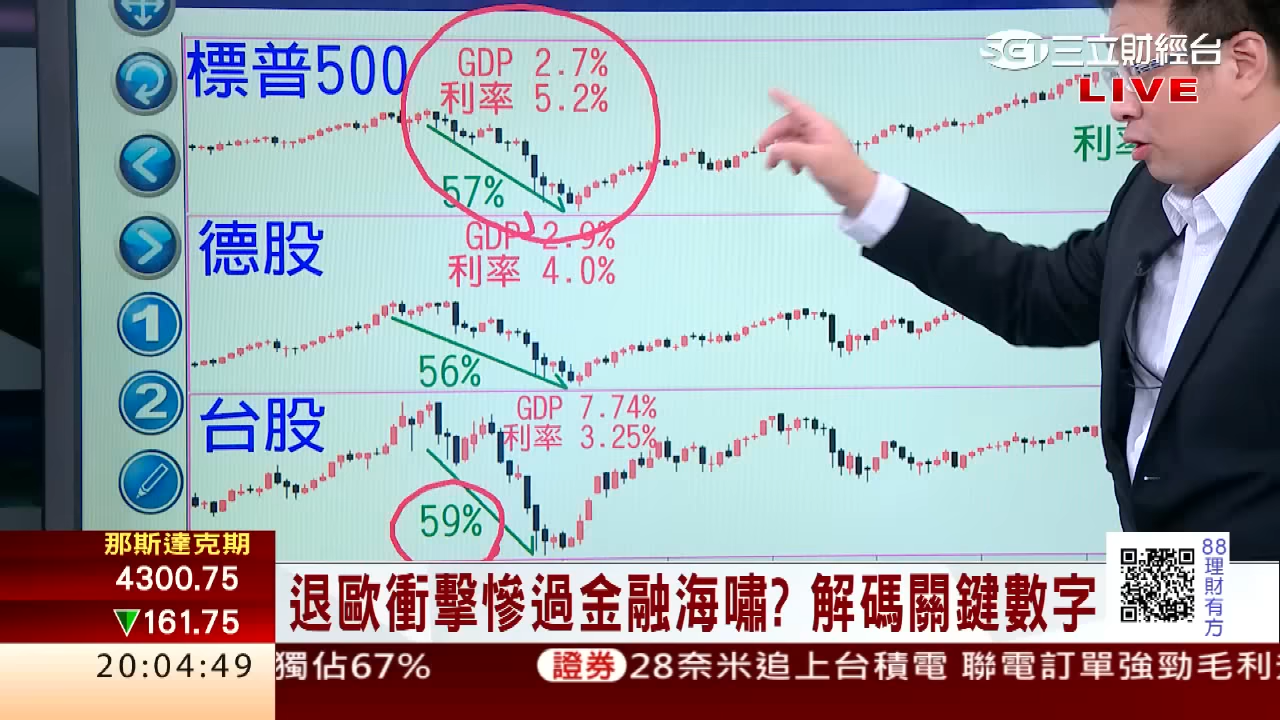 標普500
GDP 2.7%
利率 5.2%
57%
SET 三立財經台
LIVE
利率
德股
GDP 2.9%
利率 4.0%
56%
台股
GDP 7.74%
利率 3.25%
59%
1
2
那斯達克期
4300.75
▼161.75
20:04:49
退歐衝擊慘過金融海嘯? 解碼關鍵數字
88理財有方
獨佔67% 證券 28奈米追上台積電 聯電訂單強勁毛利